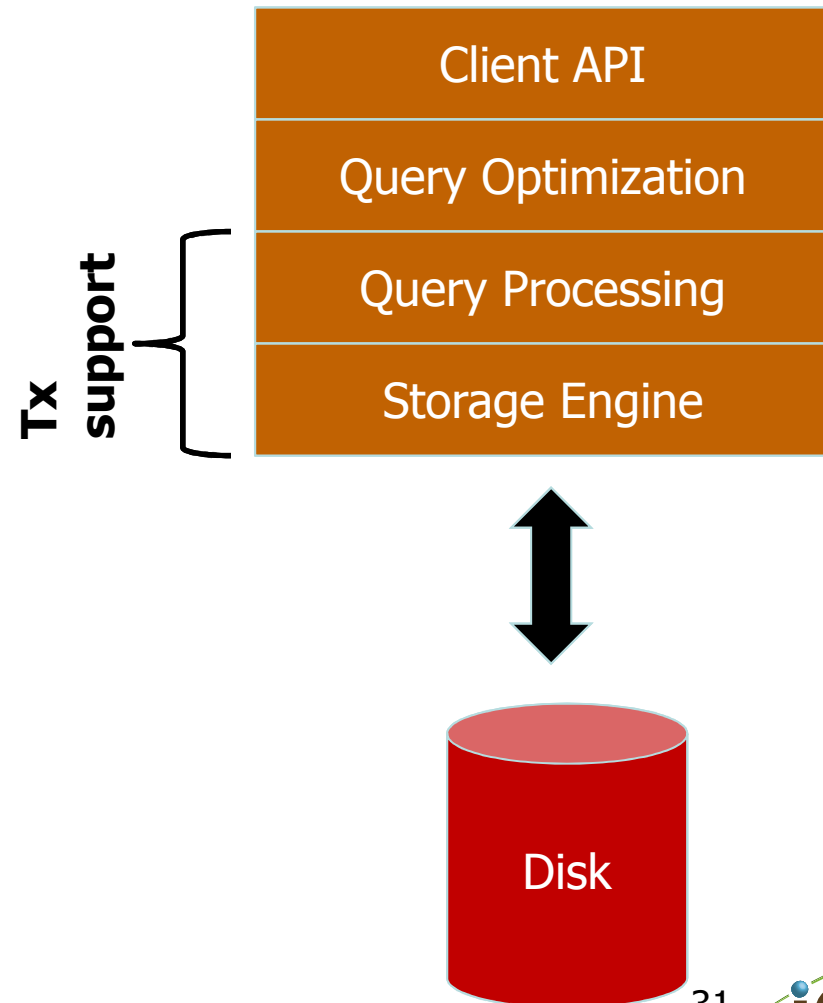 Client API
Query Optimization
Query Processing
Storage Engine
Tx
support
Disk